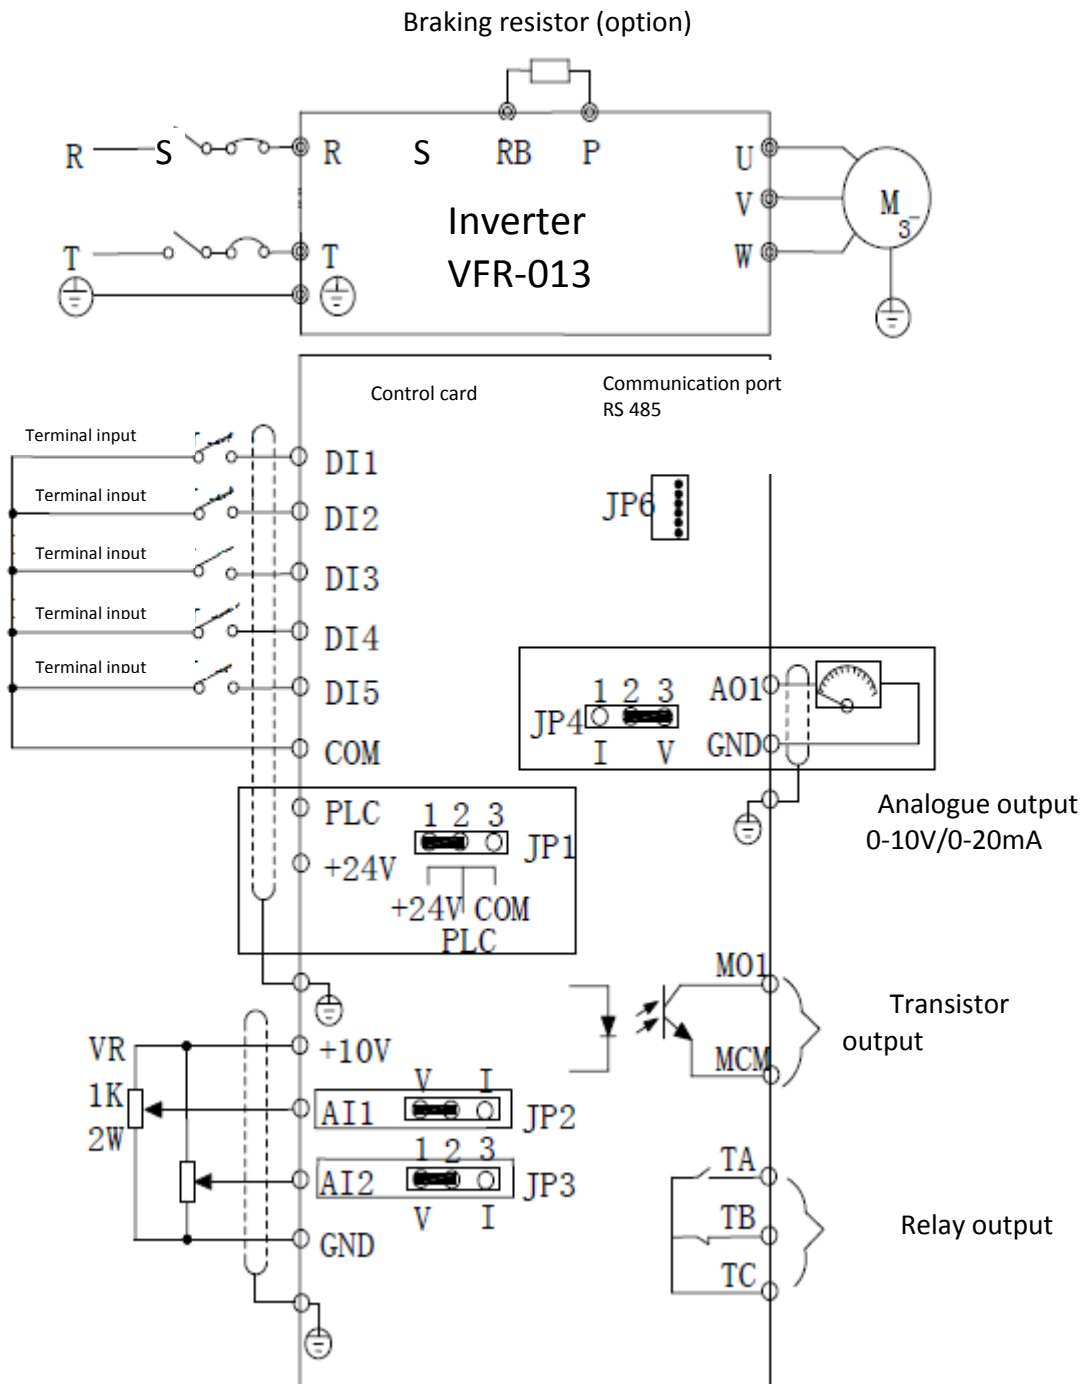 Braking resistor (option)
R S R S RB P U
Inverter
V M
3~
T T VFR-013 W
Control card
Communication port
RS 485
Terminal input DI1
Terminal input DI2
JP6
Terminal input DI3
Terminal input DI4
Terminal input DI5
1 2 3 AO1
JP4
I V GND
COM
PLC 1 2 3
JP1
+24V
+24V COM
PLC
Analogue output
0-10V/0-20mA
MO1
Transistor
output
MCM
VR +10V
V I
1K AI1 JP2
2W
1 2 3
AI2 JP3
V I
GND
TA
TB Relay output
TC